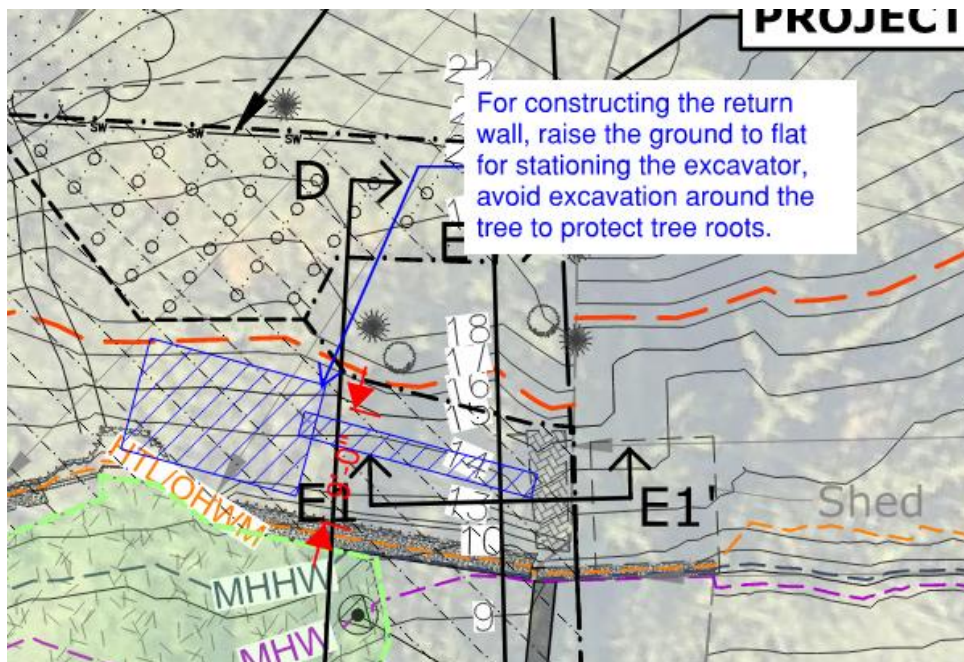 PROJECT
22
For constructing the return
wall, raise the ground to flat
for stationing the excavator,
avoid excavation around the
tree to protect tree roots.
SW
SW
SW
D
E
18
17
16
15
14
13
10
9
E1
E1'
Shed
HTL/OHWM
MHHW
MHW